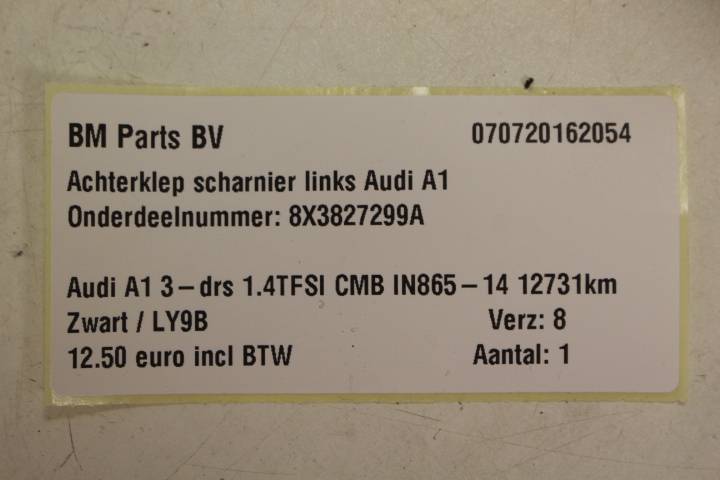 BM Parts BV 070720162054
Achterklep scharnier links Audi A1
Onderdeelnummer: 8X3827299A
Audi A1 3-drs 1.4TFSI CMB IN865-14 12731km
Zwart / LY9B Verz: 8
12.50 euro incl BTW Aantal: 1